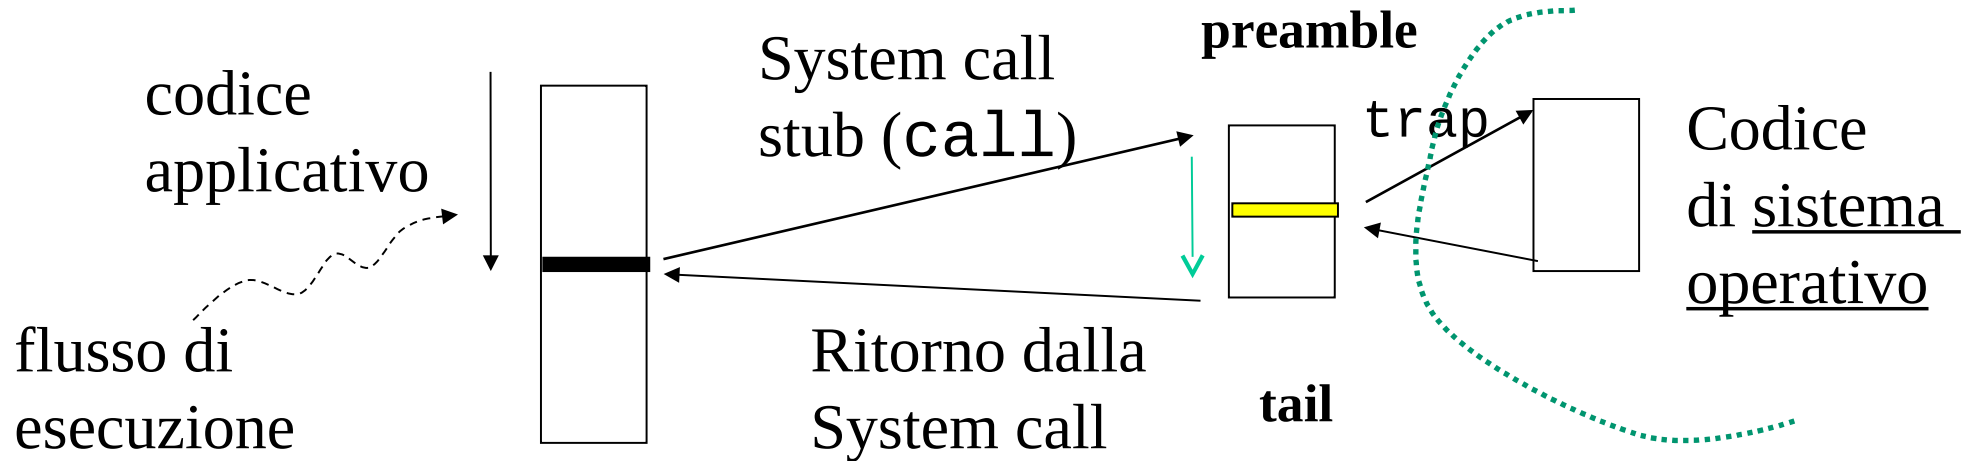 codice
applicativo
flusso di
esecuzione
System call
stub (call)
Ritorno dalla
System call
preamble
trap
tail
Codice
di sistema
operativo